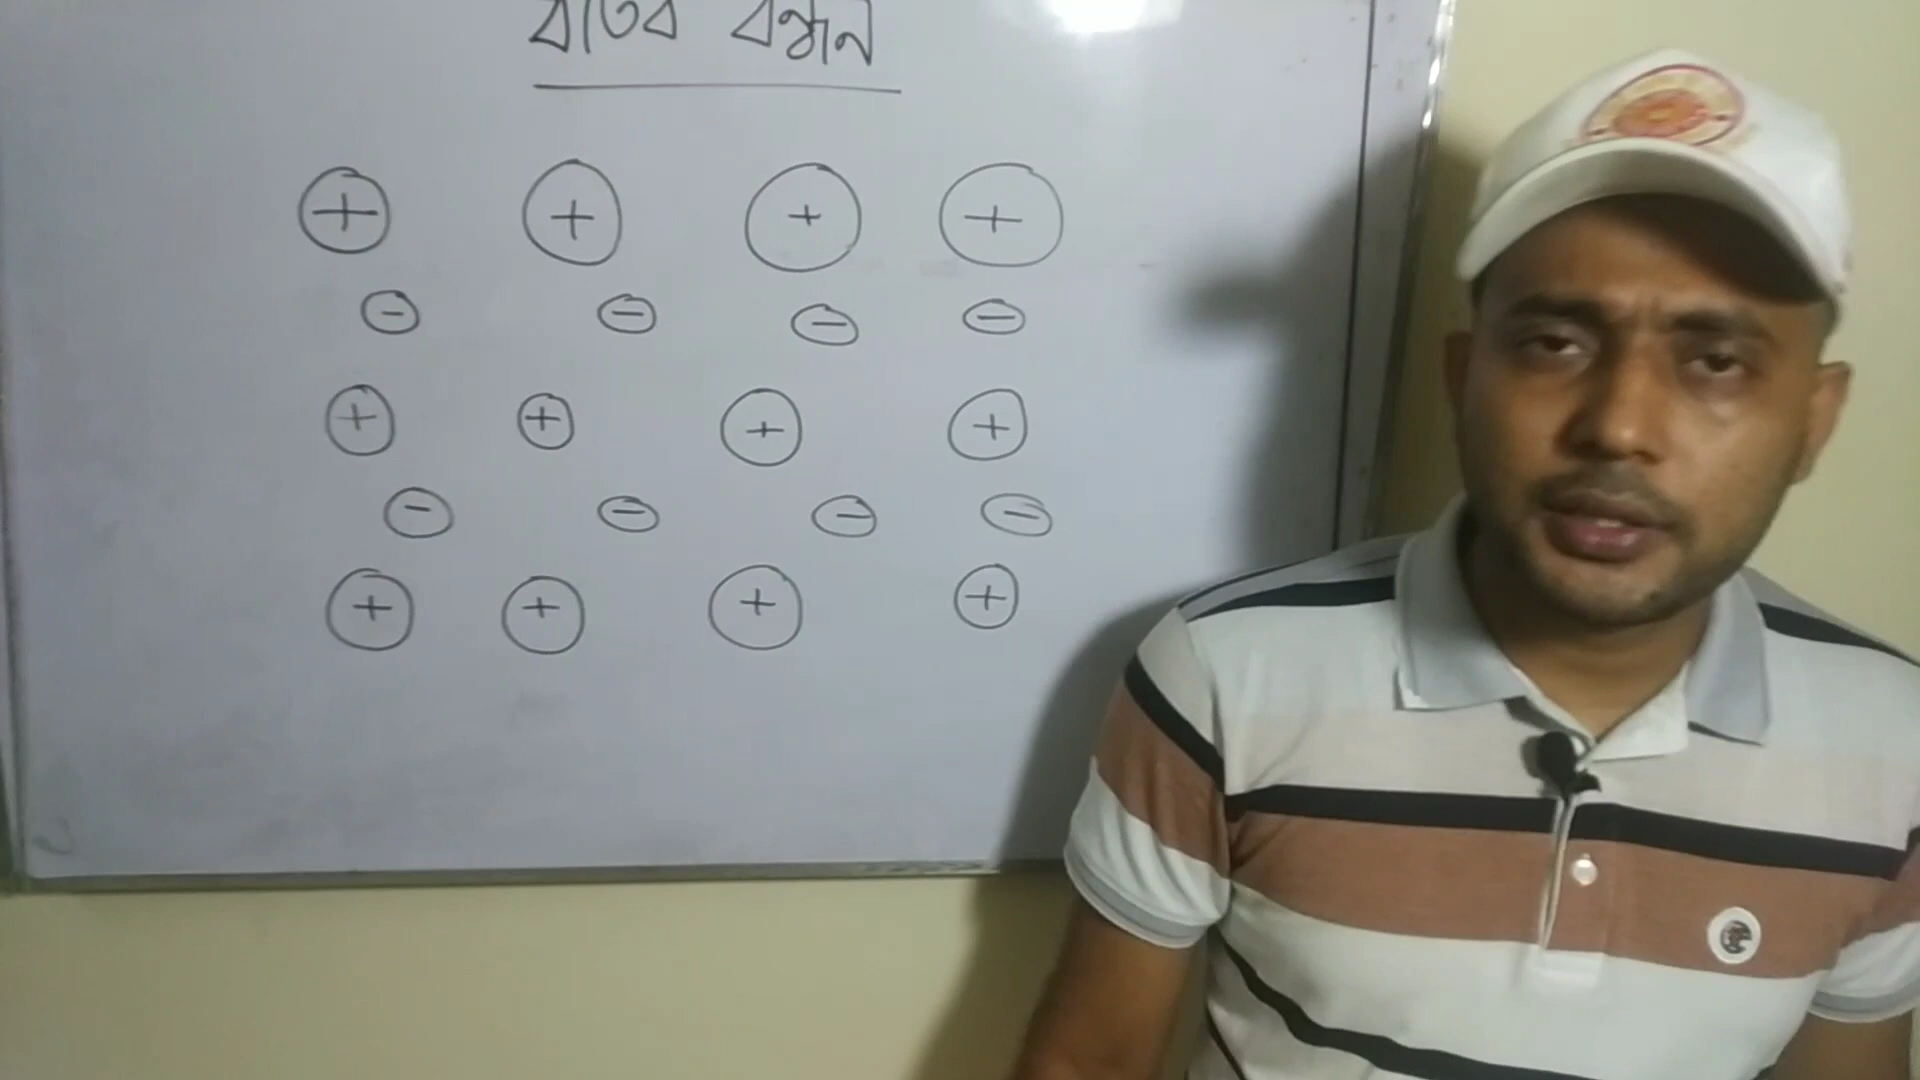 ধাতব বন্ধন
+ + + +
- - - -
+ + + +
- - - -
+ + + +